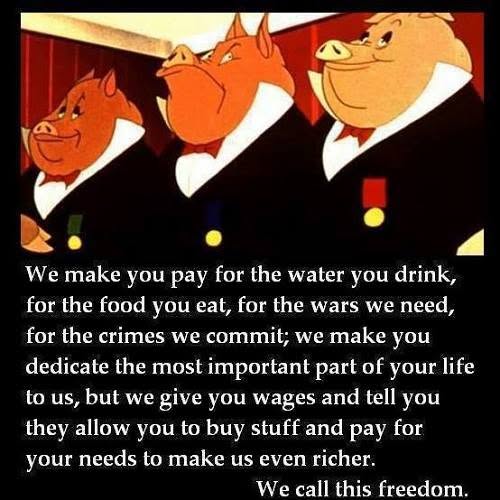 We make you pay for the water you drink,
for the food you eat, for the wars we need,
for the crimes we commit; we make you
dedicate the most important part of your life
to us, but we give you wages and tell you
they allow you to buy stuff and pay for
your needs to make us even richer.
We call this freedom.